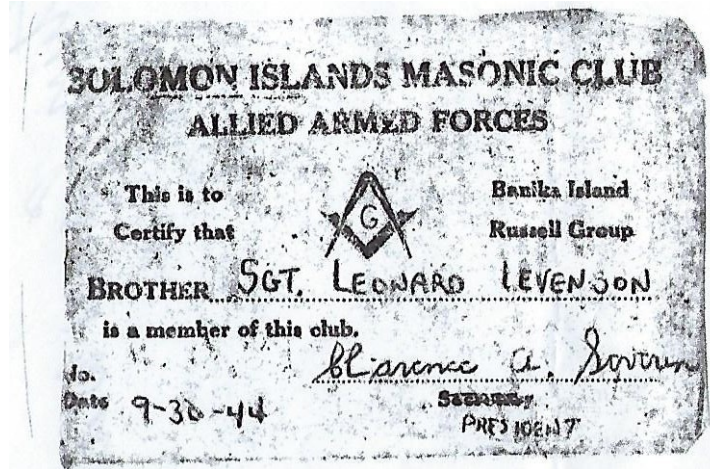 SOLOMON ISLANDS MASONIC CLUB
ALLIED ARMED FORCES
This is to
Certify that
G
Banika Island
Russell Group
BROTHER SGT. LEONARD LEVENSON
is a member of this club.
No.
Clarence A.
Date 9-30-44
Secretary
PRESIDENT